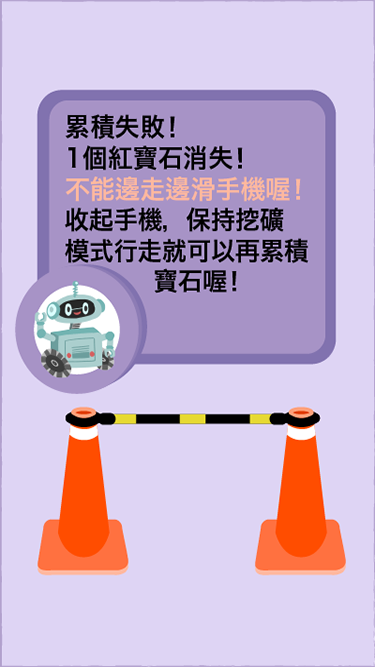 累積失敗！
1個紅寶石消失！
不能邊走邊滑手機喔！
收起手機，保持挖礦
模式行走就可以再累積
寶石喔！